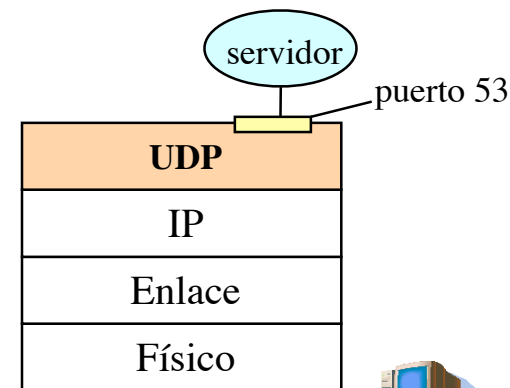 servidor
puerto 53
UDP
IP
Enlace
Físico